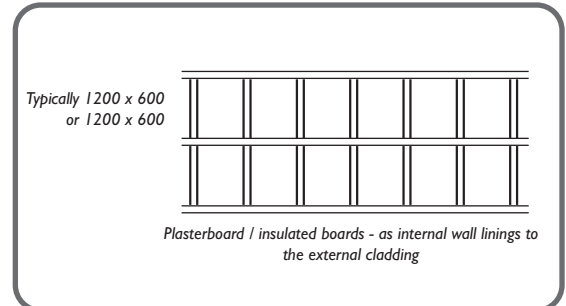 Typically 1200 x 600
or 1200 x 600
Plasterboard / insulated boards - as internal wall linings to
the external cladding